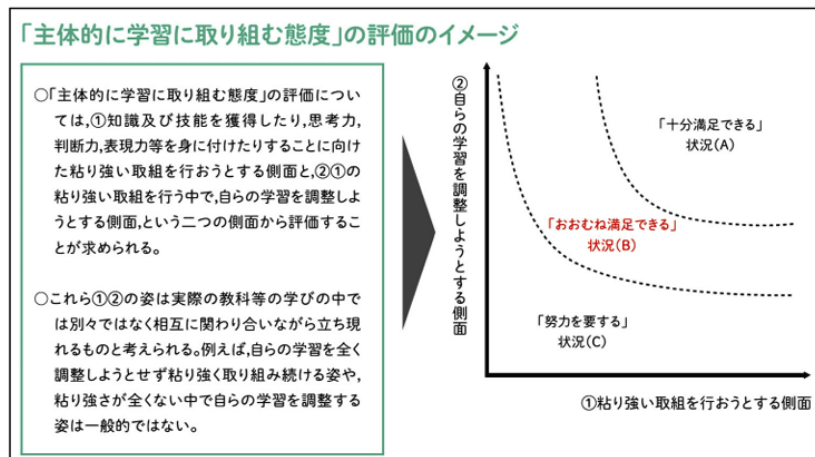 「主体的に学習に取り組む態度」の評価のイメージ
○「主体的に学習に取り組む態度」の評価につい
ては,①知識及び技能を獲得したり,思考力,
判断力,表現力等を身に付けたりすることに向け
た粘り強い取組を行おうとする側面と,②①の
粘り強い取組を行う中で,自らの学習を調整しよ
うとする側面,という二つの側面から評価するこ
とが求められる。
○これら①②の姿は実際の教科等の学びの中で
は別々ではなく相互に関わり合いながら立ち現
れるものと考えられる。例えば,自らの学習を全く
調整しようとせず粘り強く取り組み続ける姿や,
粘り強さが全くない中で自らの学習を調整する
姿は一般的ではない。
②自らの学習を調整しようとする側面
「十分満足できる」
状況(A)
「おおむね満足できる」
状況(B)
「努力を要する」
状況(C)
①粘り強い取組を行おうとする側面